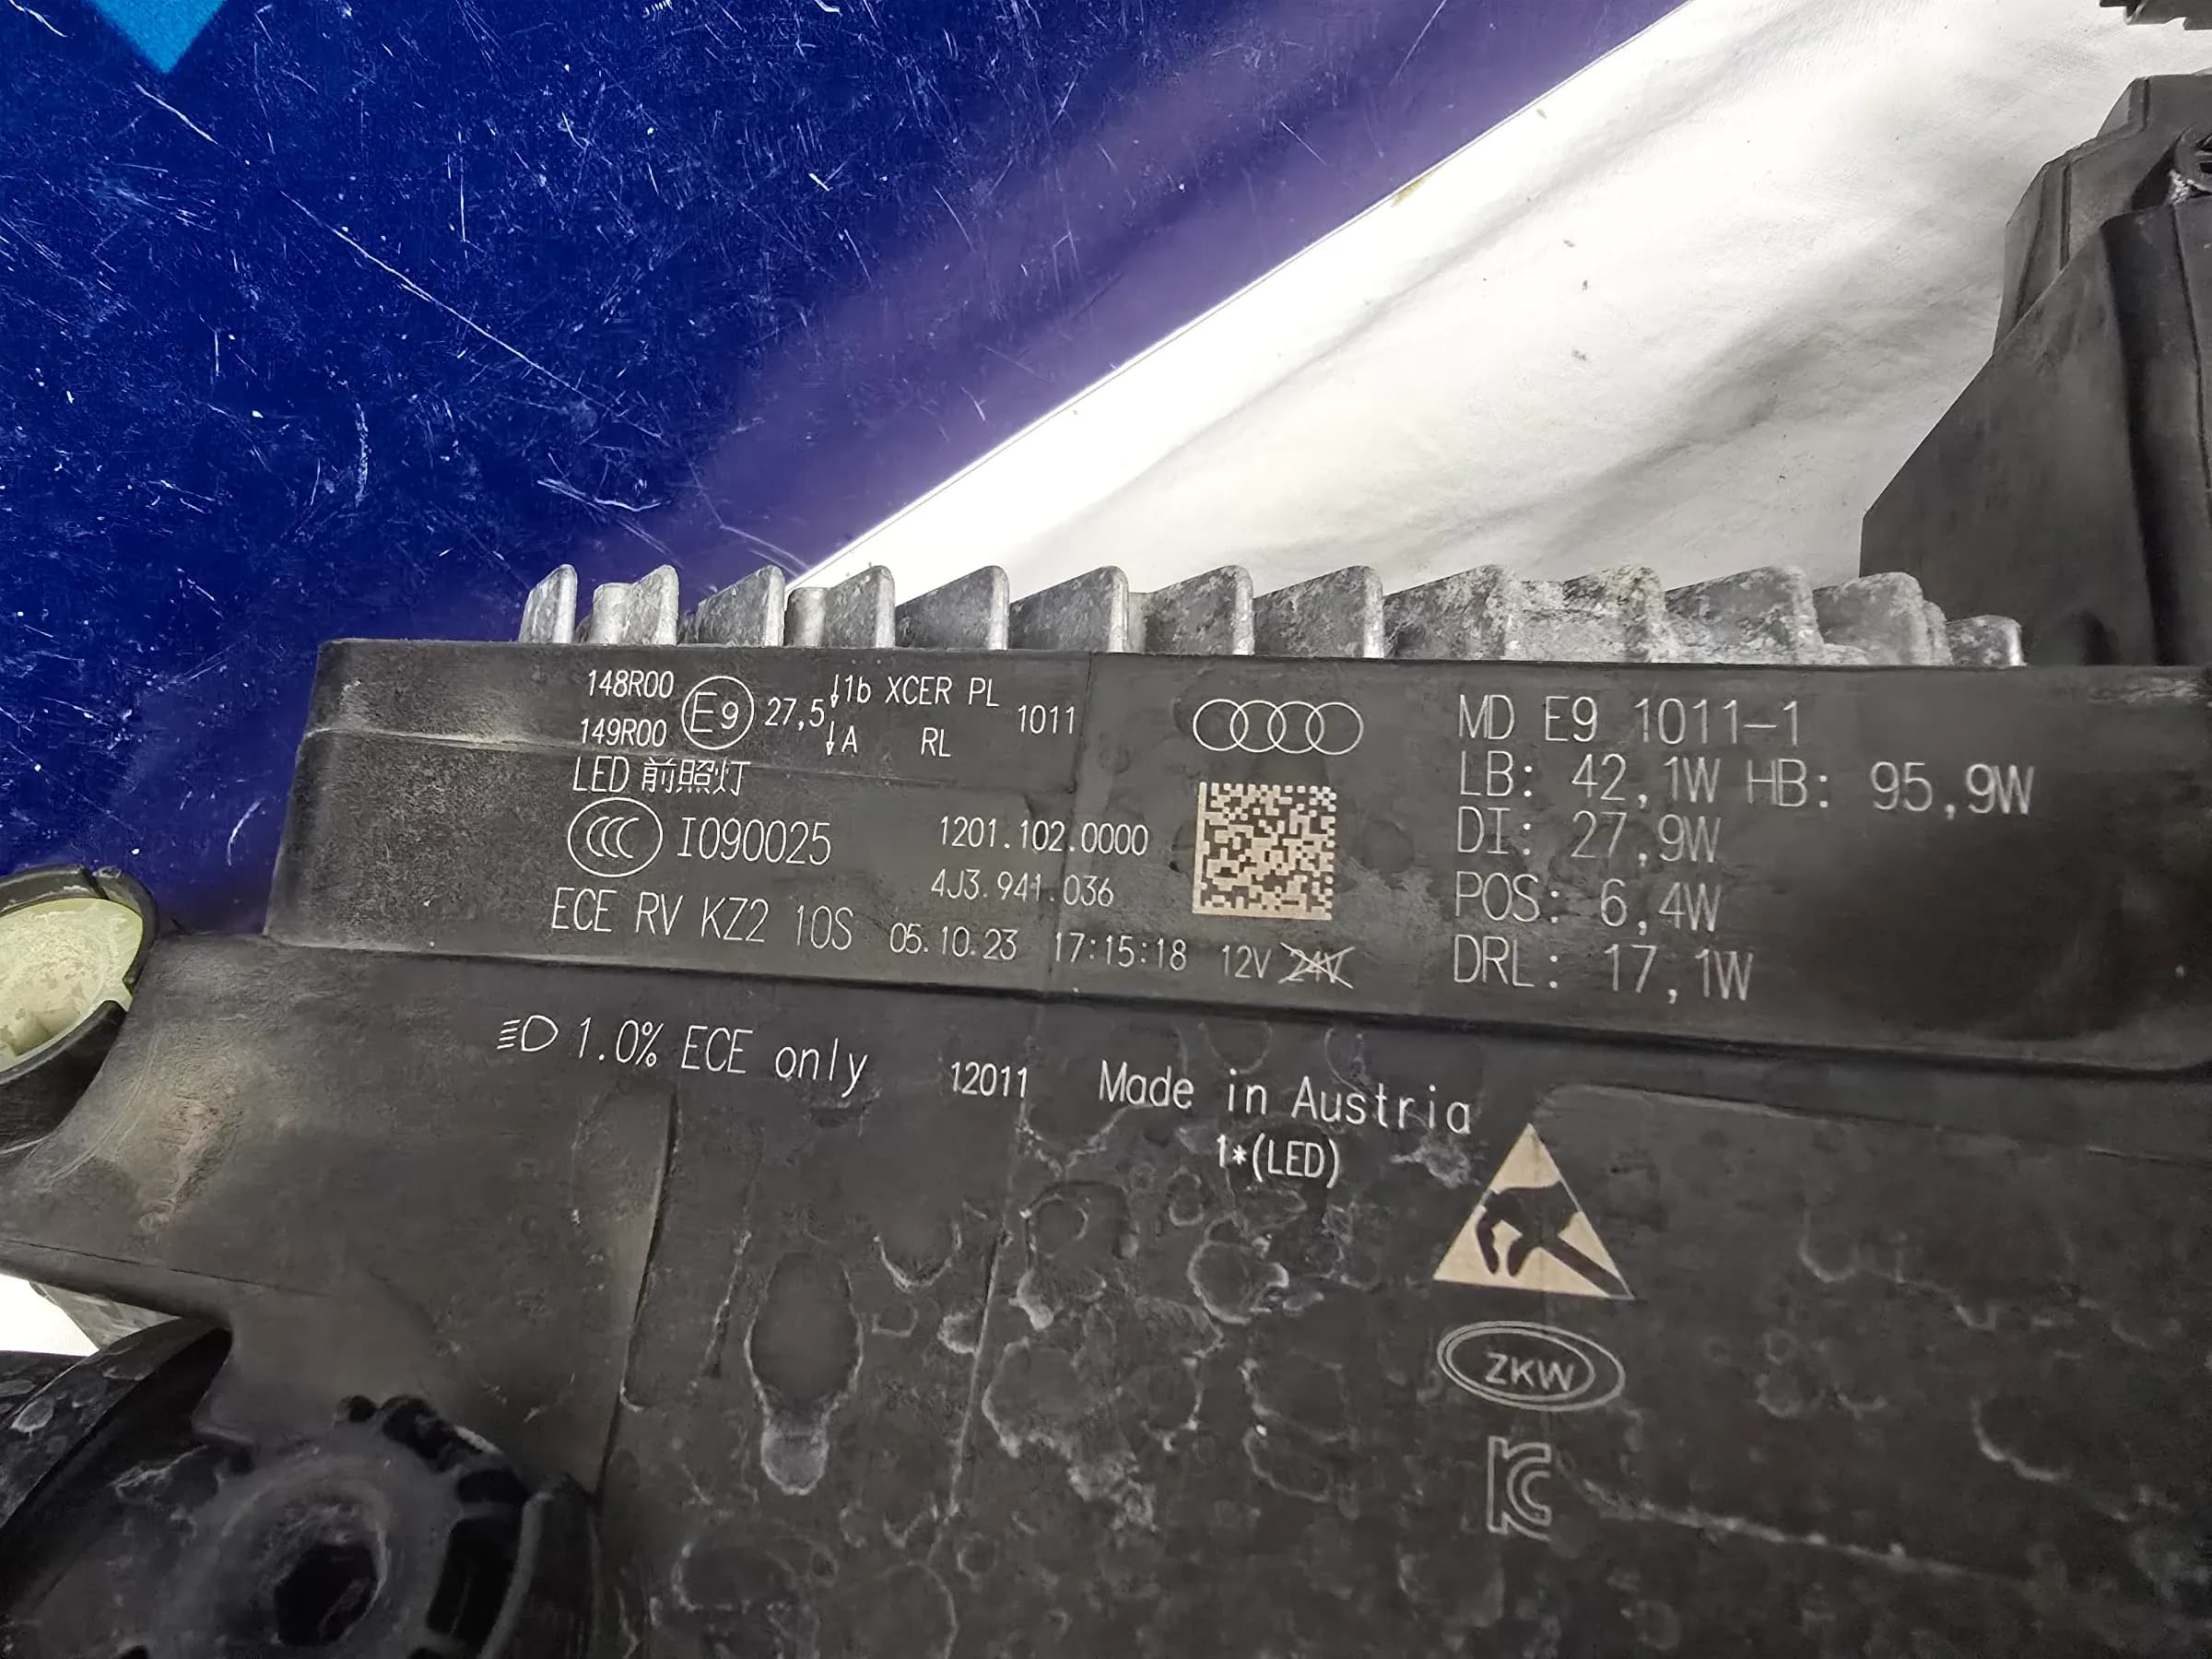 148R00 E9 27,5 ↓1b XCER PL 1011
149R00 ↓A RL
LED 前照灯
CCC I090025
1201.102.0000
4J3.941.036
ECE RV KZ2 10S 05.10.23 17:15:18 12V 24V
MD E9 1011-1
LB: 42,1W HB: 95,9W
DI: 27,9W
POS: 6,4W
DRL: 17,1W
1.0% ECE only 12011 Made in Austria
1*(LED)
ZKW
KC